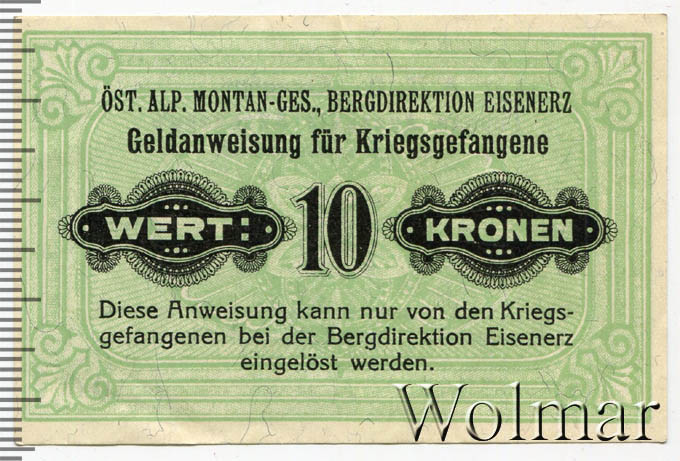 ÖST. ALP. MONTAN-GES., BERGDIREKTION EISENERZ
Geldanweisung für Kriegsgefangene
WERT: 10 KRONEN
Diese Anweisung kann nur von den Kriegs-
gefangenen bei der Bergdirektion Eisenerz
eingelöst werden.
Wolmar